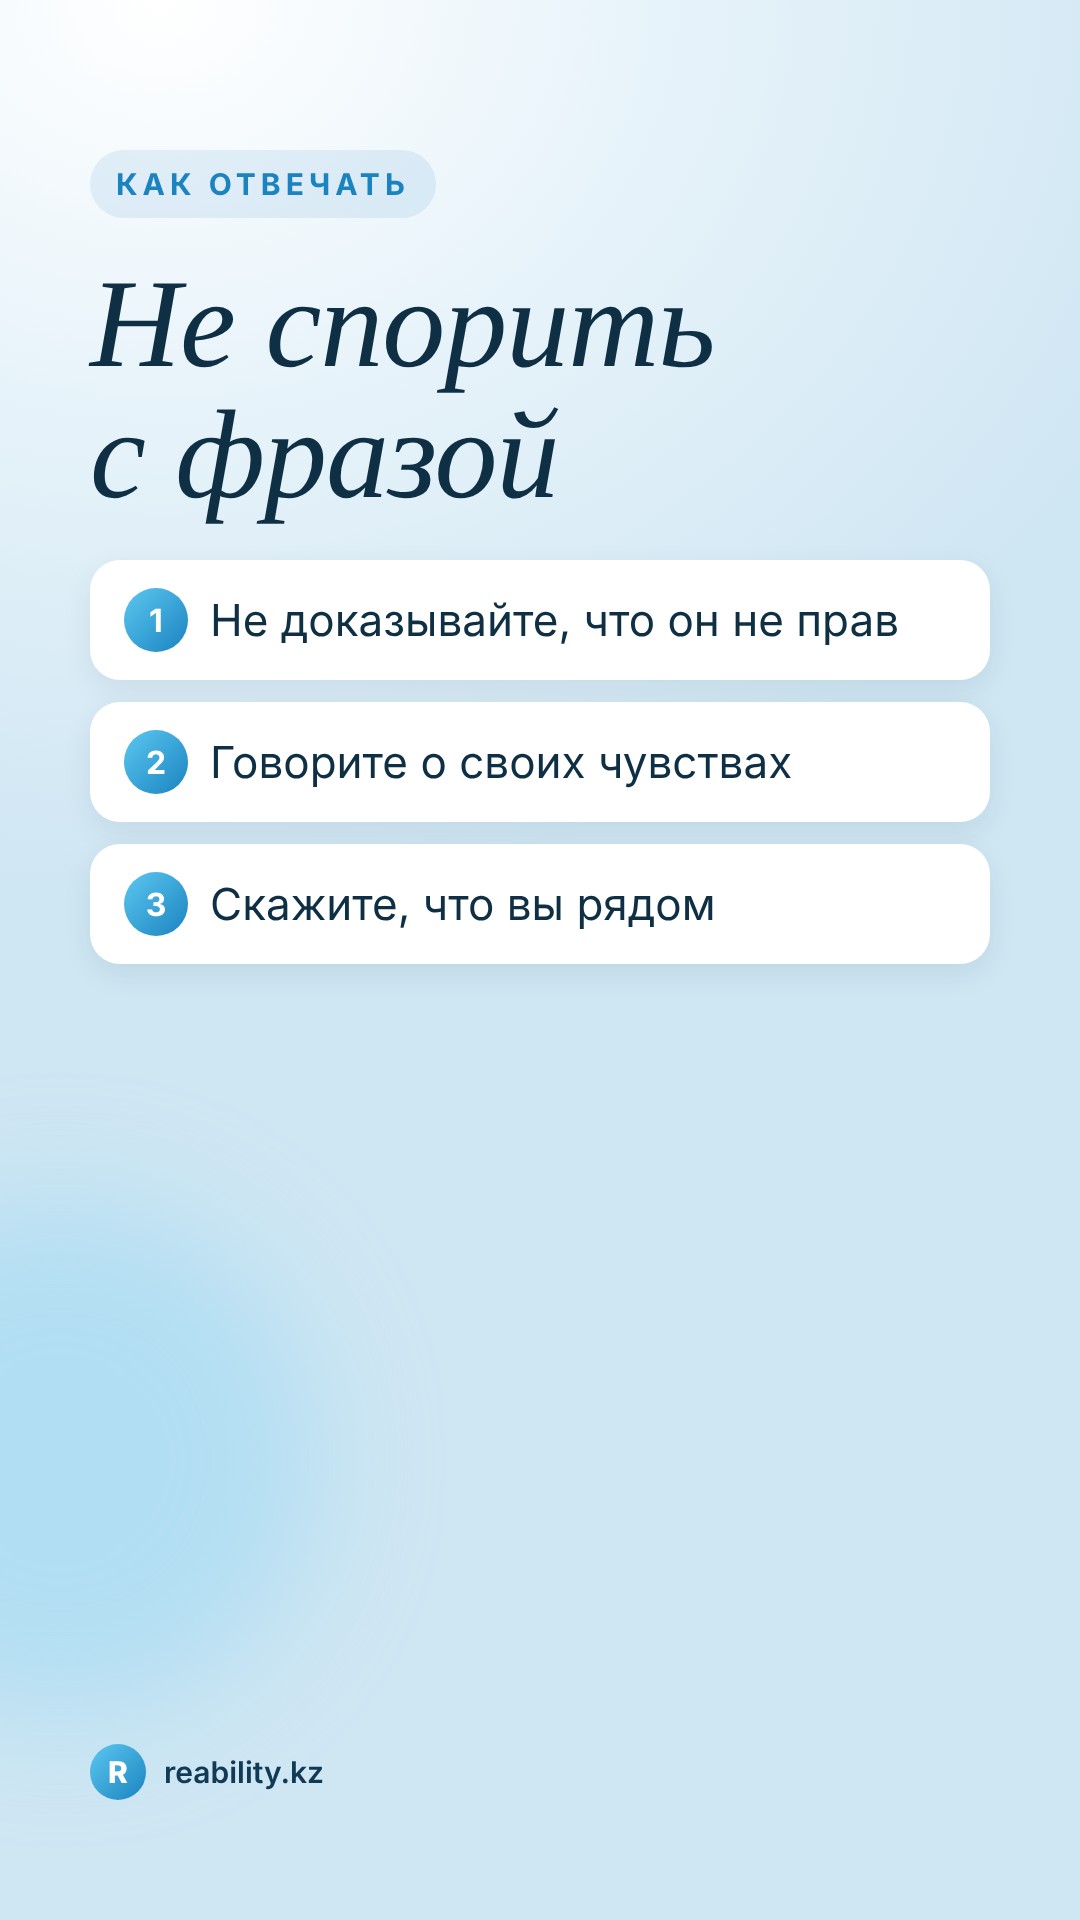 КАК ОТВЕЧАТЬ
Не спорить
с фразой
1 Не доказывайте, что он не прав
2 Говорите о своих чувствах
3 Скажите, что вы рядом
R reability.kz